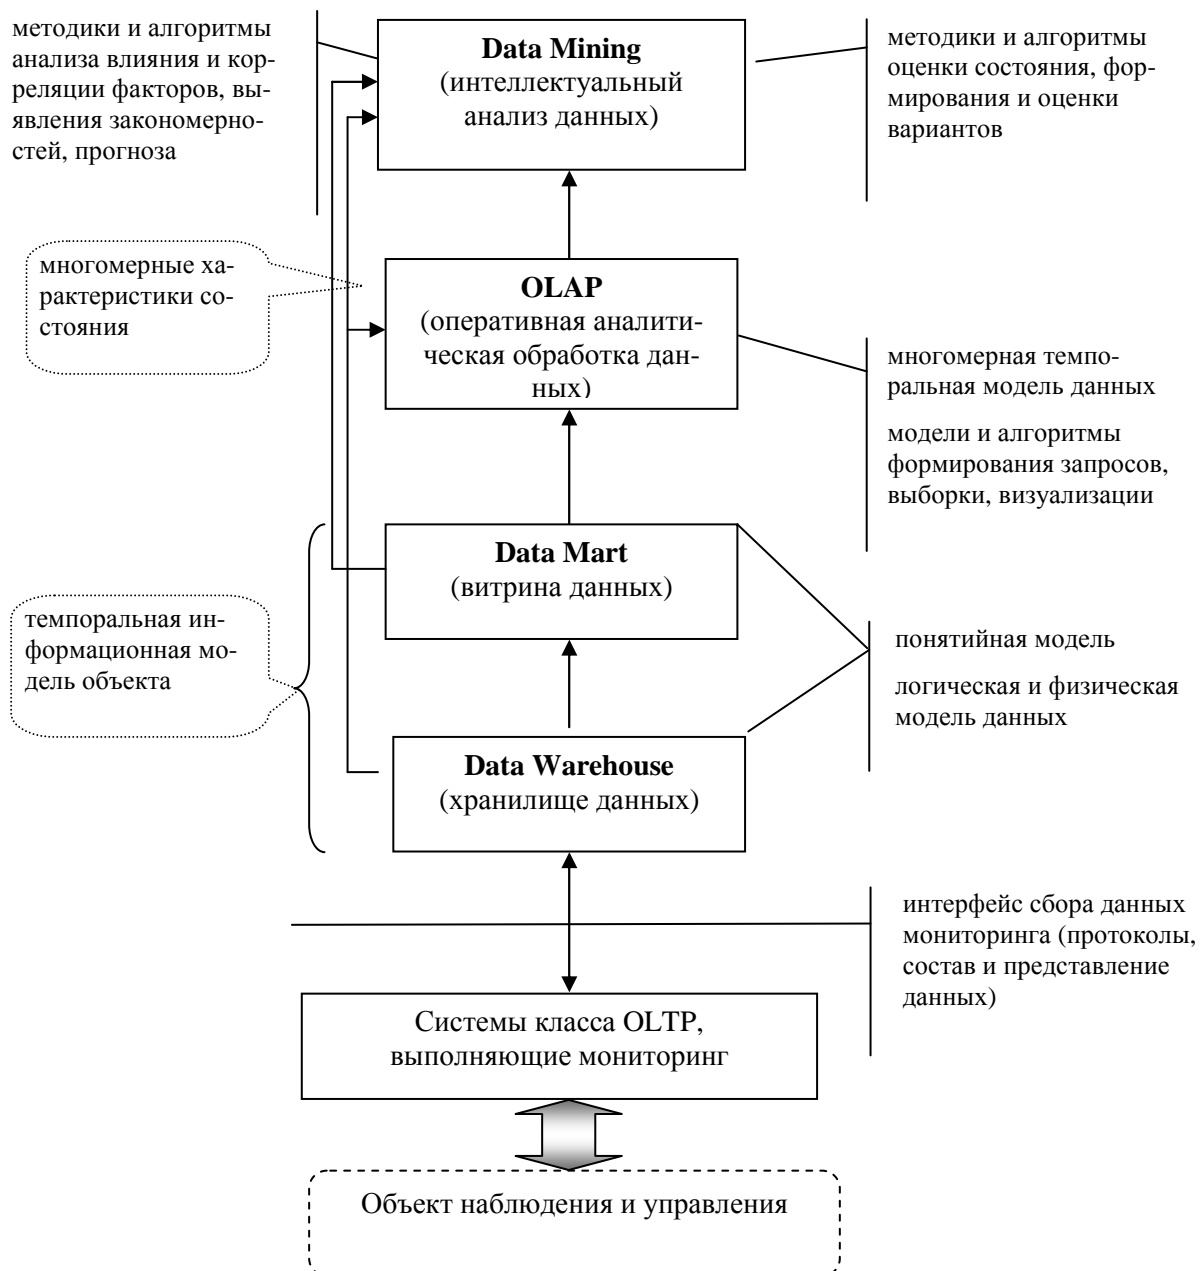 методики и алгоритмы
анализа влияния и кор-
реляции факторов, вы-
явления закономерно-
стей, прогноза
Data Mining
(интеллектуальный
анализ данных)
методики и алгоритмы
оценки состояния, фор-
мирования и оценки
вариантов
многомерные ха-
рактеристики со-
стояния
OLAP
(оперативная аналити-
ческая обработка дан-
ных)
многомерная темпо-
ральная модель данных
модели и алгоритмы
формирования запросов,
выборки, визуализации
Data Mart
(витрина данных)
темпоральная ин-
формационная мо-
дель объекта
понятийная модель
логическая и физическая
модель данных
Data Warehouse
(хранилище данных)
интерфейс сбора данных
мониторинга (протоколы,
состав и представление
данных)
Системы класса OLTP,
выполняющие мониторинг
Объект наблюдения и управления